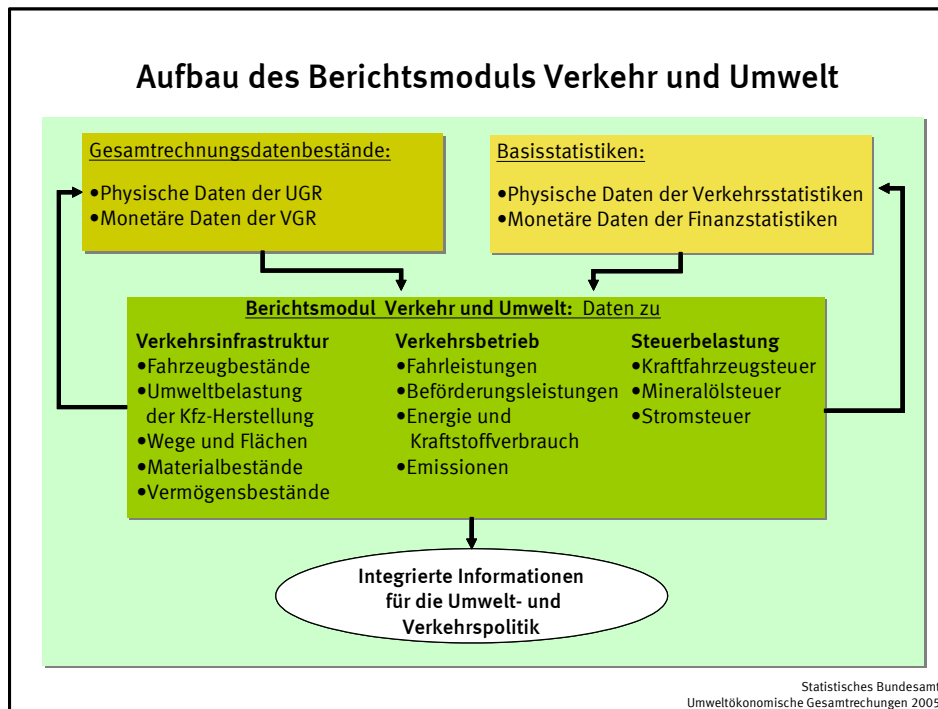 Aufbau des Berichtsmoduls Verkehr und Umwelt
Gesamtrechnungsdatenbestände:
•Physische Daten der UGR
•Monetäre Daten der VGR
Basisstatistiken:
•Physische Daten der Verkehrsstatistiken
•Monetäre Daten der Finanzstatistiken
Berichtsmodul Verkehr und Umwelt: Daten zu
Verkehrsinfrastruktur
•Fahrzeugbestände
•Umweltbelastung
der Kfz-Herstellung
•Wege und Flächen
•Materialbestände
•Vermögensbestände
Verkehrsbetrieb
•Fahrleistungen
•Beförderungsleistungen
•Energie und
Kraftstoffverbrauch
•Emissionen
Steuerbelastung
•Kraftfahrzeugsteuer
•Mineralölsteuer
•Stromsteuer
Integrierte Informationen
für die Umwelt- und
Verkehrspolitik
Statistisches Bundesamt
Umweltökonomische Gesamtrechungen 2005